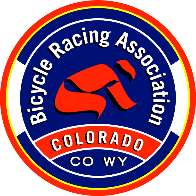 Bicycle Racing Association
COLORADO
CO WY